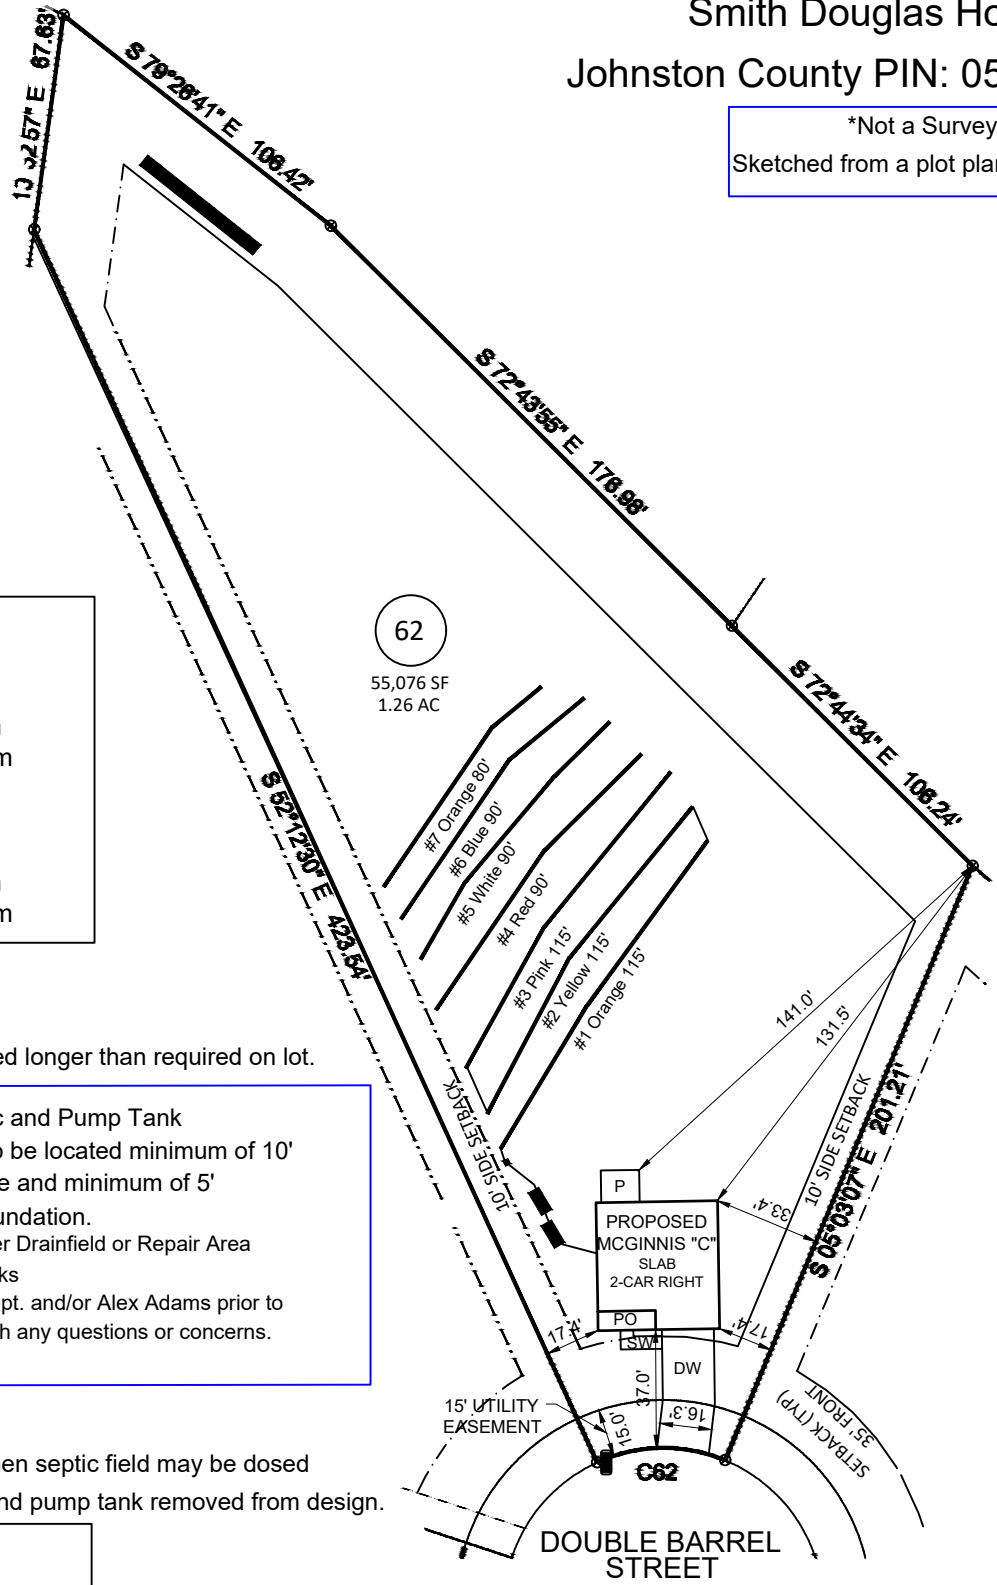 Smith Douglas Ho
Johnston County PIN: 05
*Not a Survey
Sketched from a plot plan
57" E 67.63'
S 79°26'41" E 106.42'
S 72°43'55" E 176.98'
S 72°44'34" E 106.24'
62
55,076 SF
1.26 AC
m
m
#7 Orange 80'
#6 Blue 90'
#5 White 90'
#4 Red 90'
#3 Pink 115'
#2 Yellow 115'
#1 Orange 115'
S 52°12'30" E 423.54'
141.0'
131.5'
S 05°03'07" E 201.21'
10' SIDE SETBACK
10' SIDE SETBACK
33.4'
ed longer than required on lot.
c and Pump Tank
o be located minimum of 10'
e and minimum of 5'
undation.
er Drainfield or Repair Area
ks
ept. and/or Alex Adams prior to
h any questions or concerns.
P
PROPOSED
MCGINNIS "C"
SLAB
2-CAR RIGHT
PO
SW
DW
17.4'
17.4'
37.0'
16.3'
15.0'
15' UTILITY
EASEMENT
35' FRONT
SETBACK (TYP)
C62
hen septic field may be dosed
nd pump tank removed from design.
DOUBLE BARREL
STREET